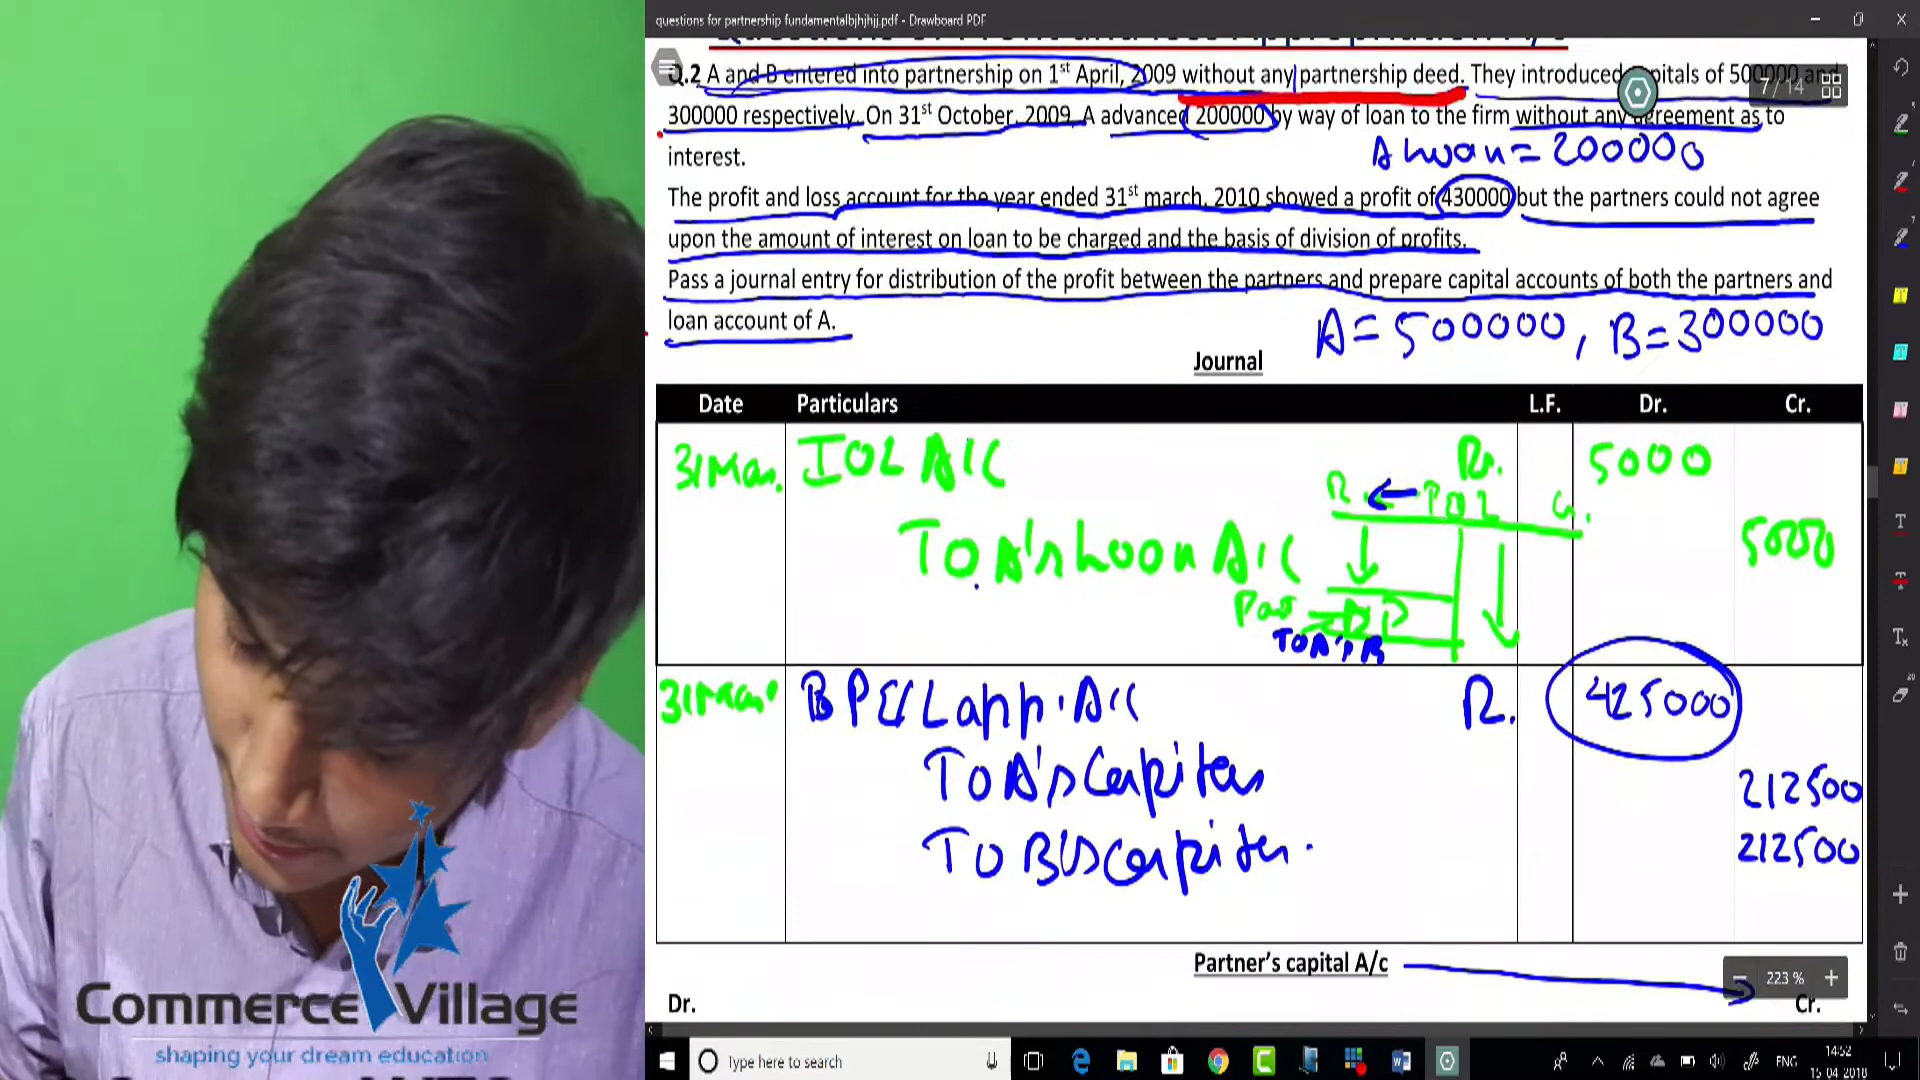 questions for partnership fundamentalbjhjhjj.pdf - Drawboard PDF
Q.2 A and B entered into partnership on 1st April, 2009 without any partnership deed. They introduced capitals of 500000 and
7 / 14
300000 respectively. On 31st October, 2009, A advanced 200000 by way of loan to the firm without any agreement as to
interest.
A Loan = 200000
The profit and loss account for the year ended 31st march, 2010 showed a profit of 430000 but the partners could not agree
upon the amount of interest on loan to be charged and the basis of division of profits.
Pass a journal entry for distribution of the profit between the partners and prepare capital accounts of both the partners and
loan account of A.
A = 500000, B = 300000
Journal
Date Particulars L.F. Dr. Cr.
31 Mar. IOL A/C Dr. 5000
To A's Loan A/C 5000
31 Mar. P&L app. A/C Dr. 425000
To A's Capital 212500
To B's Capital 212500
Partner's capital A/c
223 %
Dr. Cr.
Commerce Village
shaping your dream education
Type here to search
ENG
14:52
15-04-2018